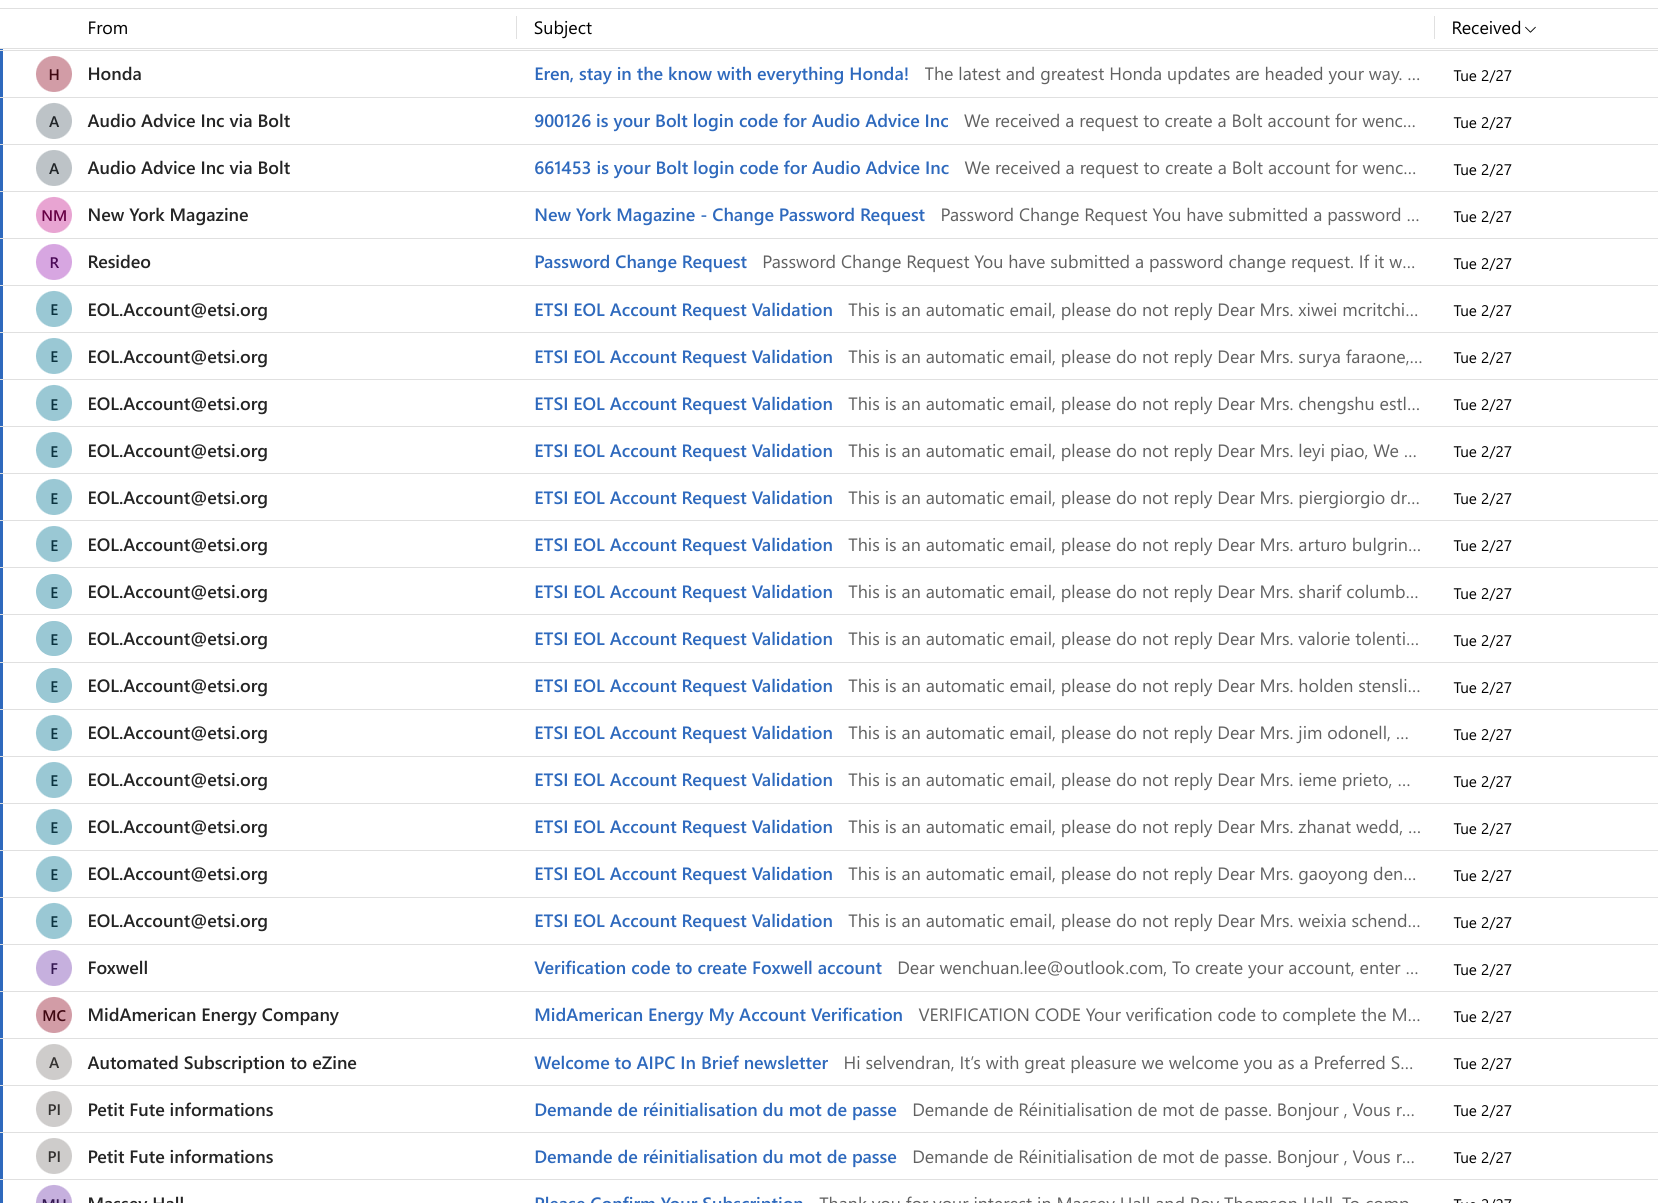 From Subject Received
H Honda Eren, stay in the know with everything Honda! The latest and greatest Honda updates are headed your way. ... Tue 2/27
A Audio Advice Inc via Bolt 900126 is your Bolt login code for Audio Advice Inc We received a request to create a Bolt account for wenc... Tue 2/27
A Audio Advice Inc via Bolt 661453 is your Bolt login code for Audio Advice Inc We received a request to create a Bolt account for wenc... Tue 2/27
NM New York Magazine New York Magazine - Change Password Request Password Change Request You have submitted a password ... Tue 2/27
R Resideo Password Change Request Password Change Request You have submitted a password change request. If it w... Tue 2/27
E EOL.Account@etsi.org ETSI EOL Account Request Validation This is an automatic email, please do not reply Dear Mrs. xiwei mcritchi... Tue 2/27
E EOL.Account@etsi.org ETSI EOL Account Request Validation This is an automatic email, please do not reply Dear Mrs. surya faraone,... Tue 2/27
E EOL.Account@etsi.org ETSI EOL Account Request Validation This is an automatic email, please do not reply Dear Mrs. chengshu estl... Tue 2/27
E EOL.Account@etsi.org ETSI EOL Account Request Validation This is an automatic email, please do not reply Dear Mrs. leyi piao, We ... Tue 2/27
E EOL.Account@etsi.org ETSI EOL Account Request Validation This is an automatic email, please do not reply Dear Mrs. piergiorgio dr... Tue 2/27
E EOL.Account@etsi.org ETSI EOL Account Request Validation This is an automatic email, please do not reply Dear Mrs. arturo bulgrin... Tue 2/27
E EOL.Account@etsi.org ETSI EOL Account Request Validation This is an automatic email, please do not reply Dear Mrs. sharif columb... Tue 2/27
E EOL.Account@etsi.org ETSI EOL Account Request Validation This is an automatic email, please do not reply Dear Mrs. valorie tolenti... Tue 2/27
E EOL.Account@etsi.org ETSI EOL Account Request Validation This is an automatic email, please do not reply Dear Mrs. holden stensli... Tue 2/27
E EOL.Account@etsi.org ETSI EOL Account Request Validation This is an automatic email, please do not reply Dear Mrs. jim odonell, ... Tue 2/27
E EOL.Account@etsi.org ETSI EOL Account Request Validation This is an automatic email, please do not reply Dear Mrs. ieme prieto, ... Tue 2/27
E EOL.Account@etsi.org ETSI EOL Account Request Validation This is an automatic email, please do not reply Dear Mrs. zhanat wedd, ... Tue 2/27
E EOL.Account@etsi.org ETSI EOL Account Request Validation This is an automatic email, please do not reply Dear Mrs. gaoyong den... Tue 2/27
E EOL.Account@etsi.org ETSI EOL Account Request Validation This is an automatic email, please do not reply Dear Mrs. weixia schend... Tue 2/27
F Foxwell Verification code to create Foxwell account Dear wenchuan.lee@outlook.com, To create your account, enter ... Tue 2/27
MC MidAmerican Energy Company MidAmerican Energy My Account Verification VERIFICATION CODE Your verification code to complete the M... Tue 2/27
A Automated Subscription to eZine Welcome to AIPC In Brief newsletter Hi selvendran, It's with great pleasure we welcome you as a Preferred S... Tue 2/27
PI Petit Fute informations Demande de réinitialisation du mot de passe Demande de Réinitialisation de mot de passe. Bonjour , Vous r... Tue 2/27
PI Petit Fute informations Demande de réinitialisation du mot de passe Demande de Réinitialisation de mot de passe. Bonjour , Vous r... Tue 2/27
MH Massey Hall Please Confirm Your Subscription Thank you for your interest in Massey Hall and Roy Thomson Hall. To comp... Tue 2/27